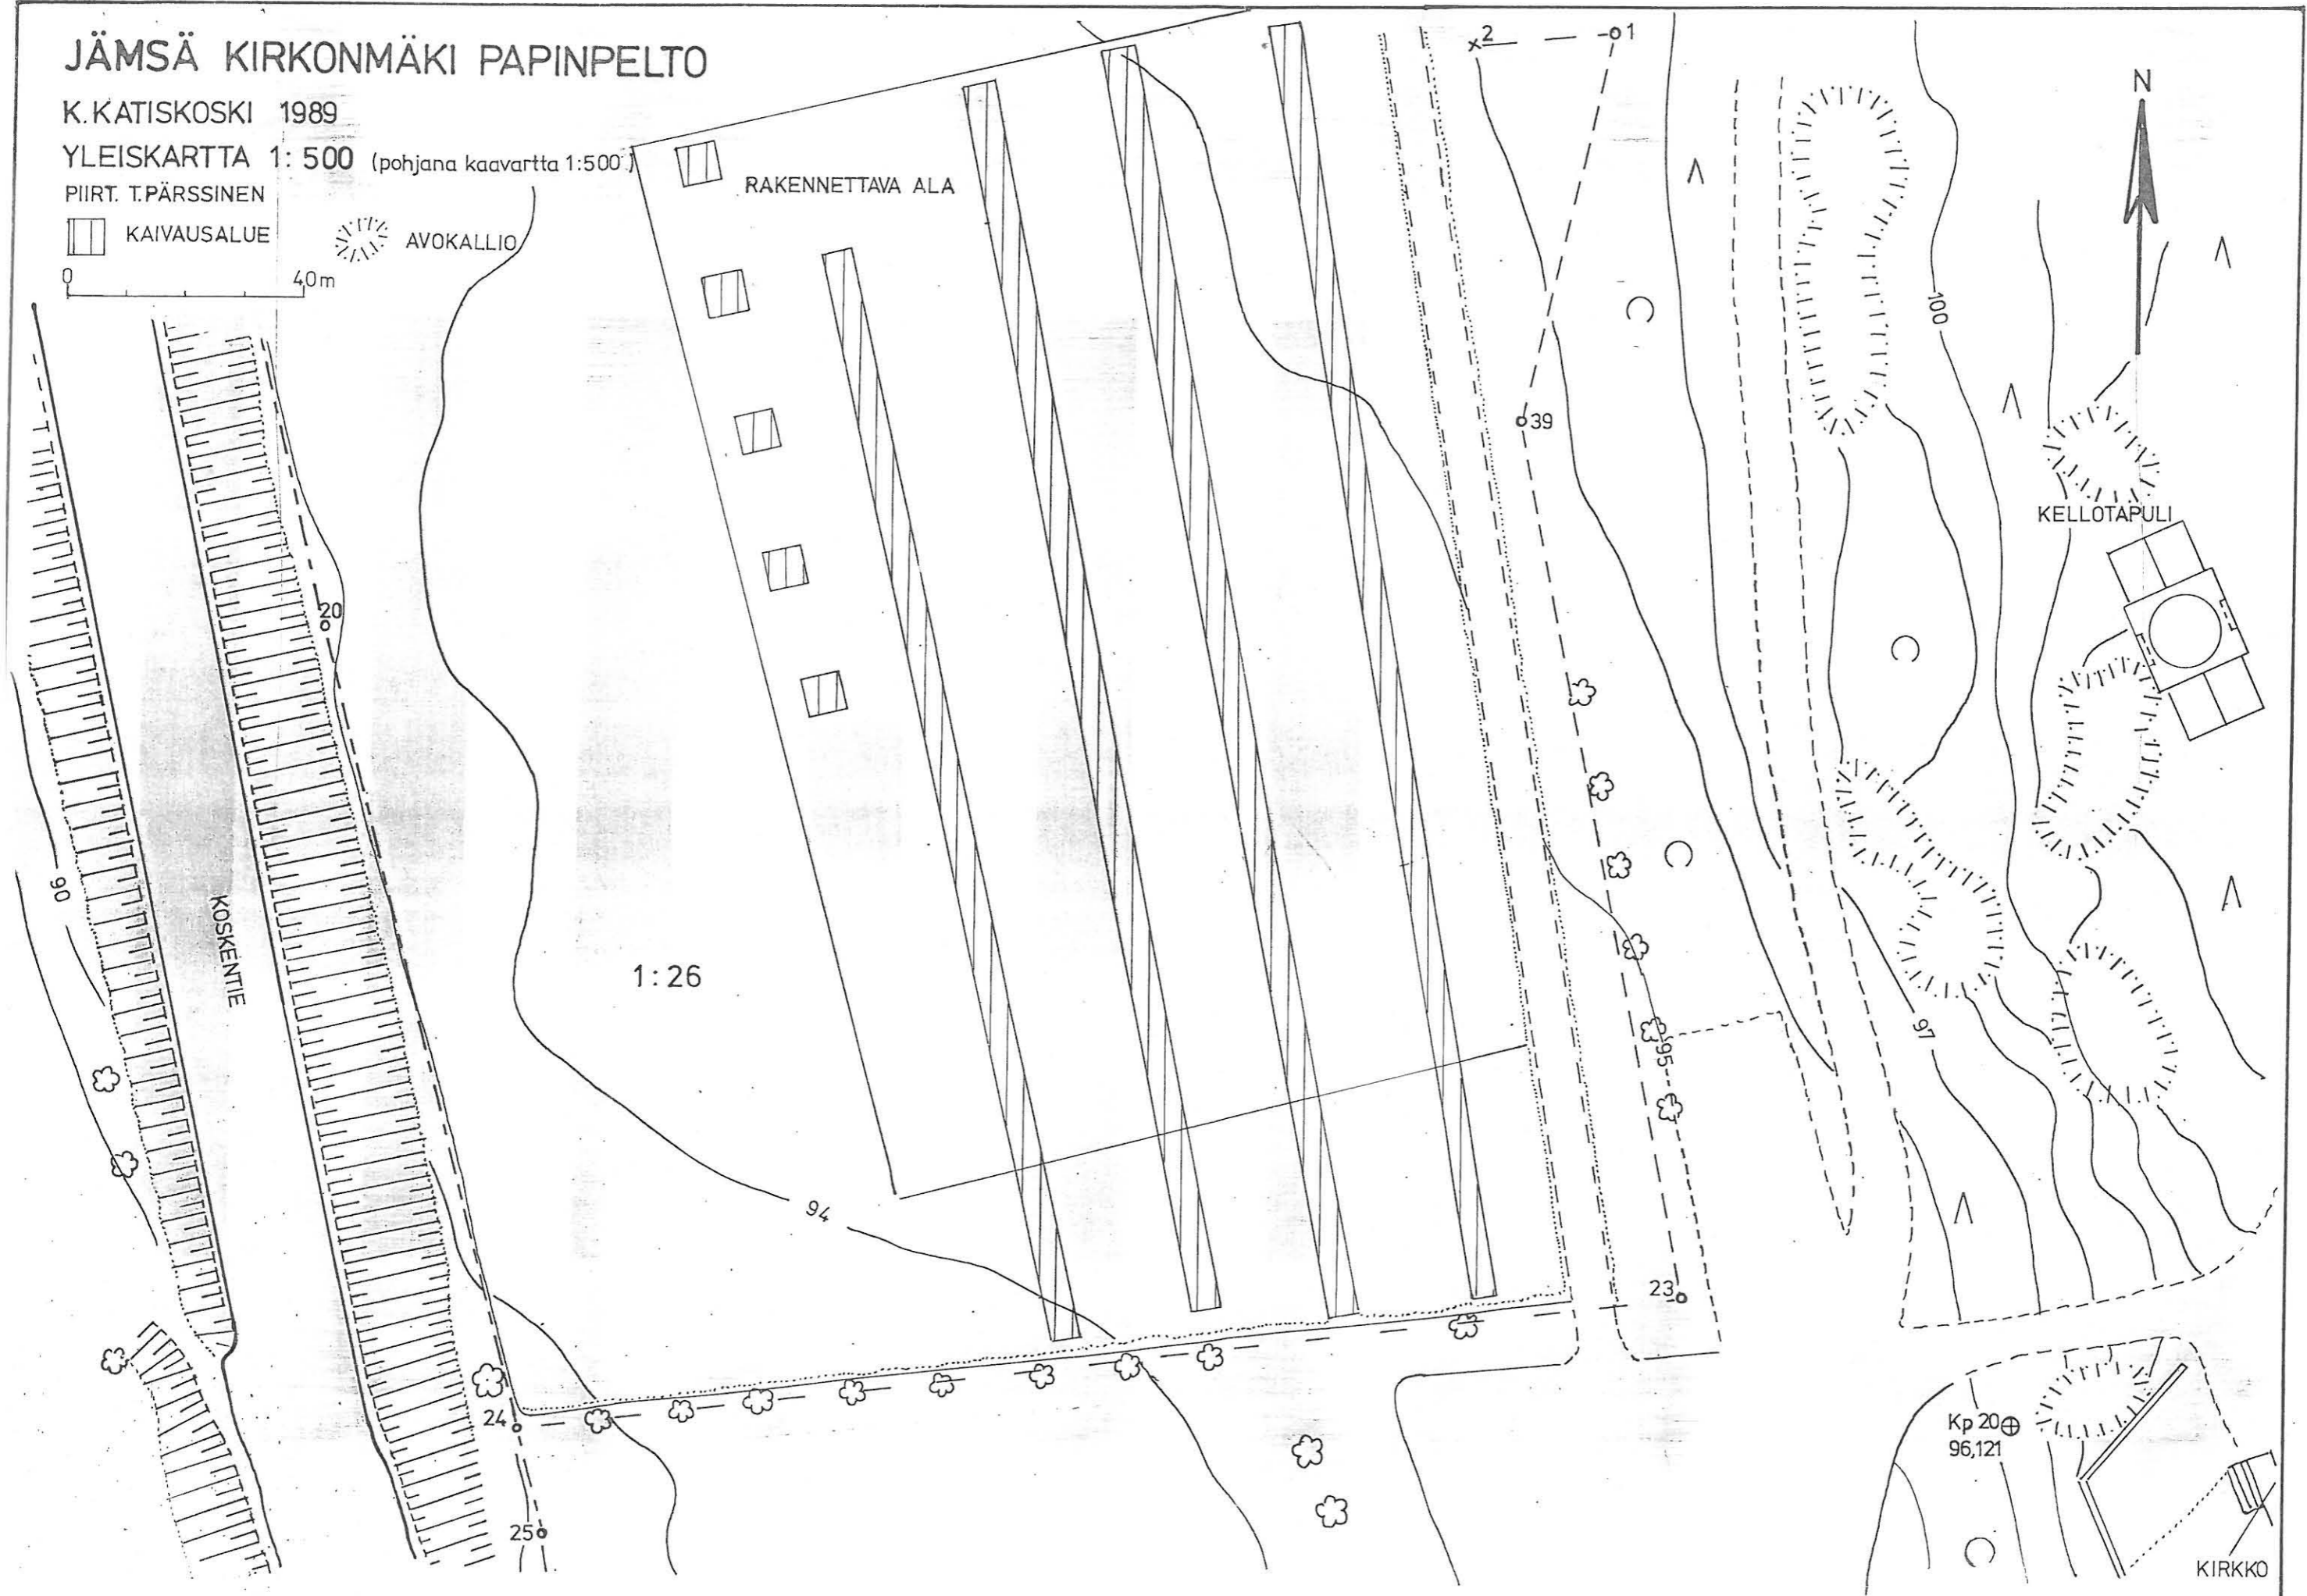 JÄMSÄ KIRKONMÄKI PAPINPELTO
K.KATISKOSKI 1989
YLEISKARTTA 1:500 (pohjana kaavartta 1:500)
PIIRT. T.PÄRSSINEN
KAIVAUSALUE
AVOKALLIO
0 40m
RAKENNETTAVA ALA
2
1
N
100
39
KELLOTAPULI
20
90
KOSKENTIE
1:26
97
95
94
23
24
25
Kp 20
96,121
KIRKKO